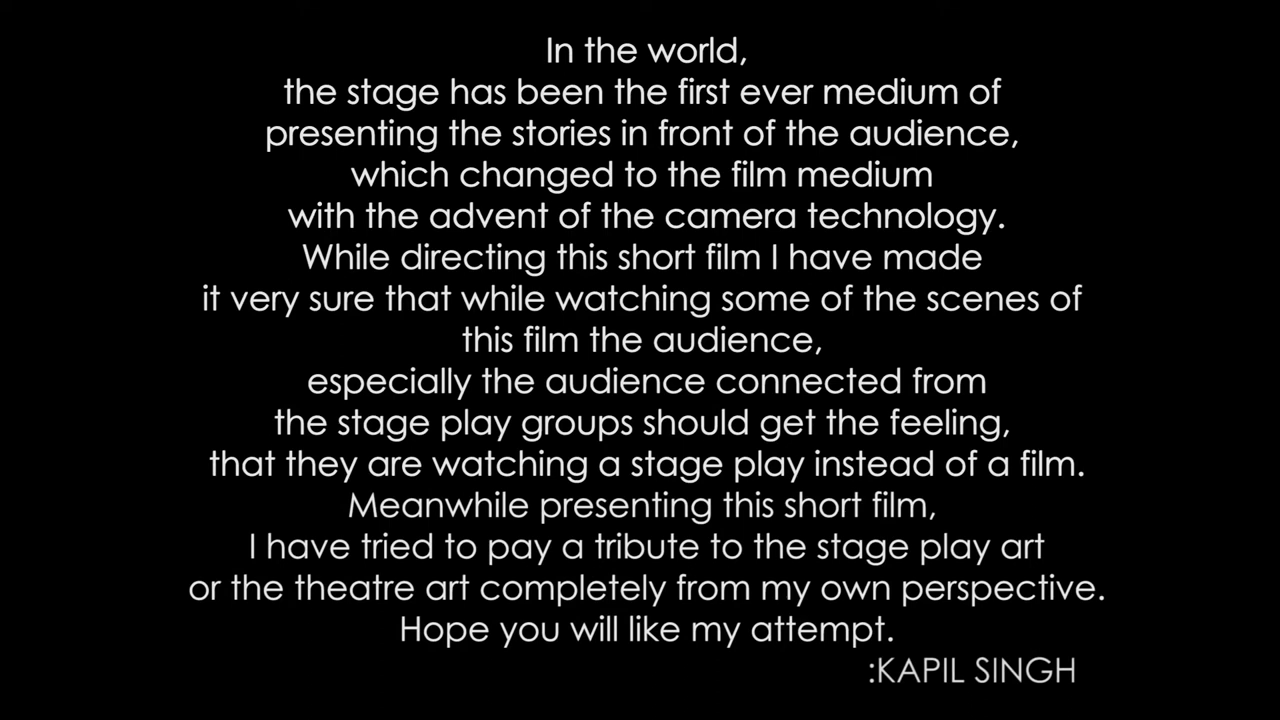 In the world,
the stage has been the first ever medium of
presenting the stories in front of the audience,
which changed to the film medium
with the advent of the camera technology.
While directing this short film I have made
it very sure that while watching some of the scenes of
this film the audience,
especially the audience connected from
the stage play groups should get the feeling,
that they are watching a stage play instead of a film.
Meanwhile presenting this short film,
I have tried to pay a tribute to the stage play art
or the theatre art completely from my own perspective.
Hope you will like my attempt.
:KAPIL SINGH